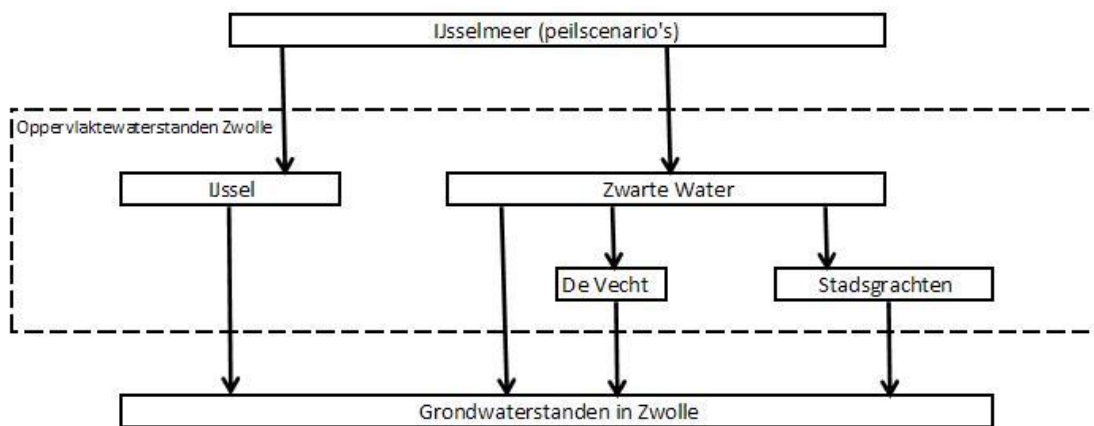 IJsselmeer (peilscenario's)
Oppervlaktewaterstanden Zwolle
IJssel
Zwarte Water
De Vecht
Stadsgrachten
Grondwaterstanden in Zwolle